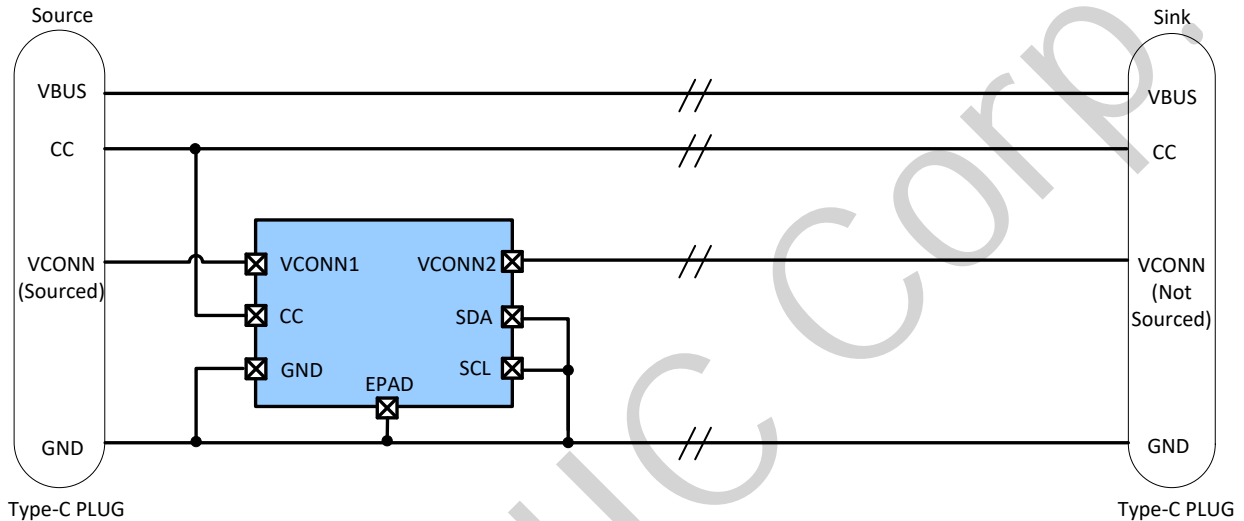 Source
Sink
VBUS
VBUS
CC
CC
VCONN
(Sourced)
VCONN1
VCONN2
VCONN
(Not
Sourced)
CC
SDA
GND
SCL
EPAD
GND
GND
Type-C PLUG
Type-C PLUG
Corp.